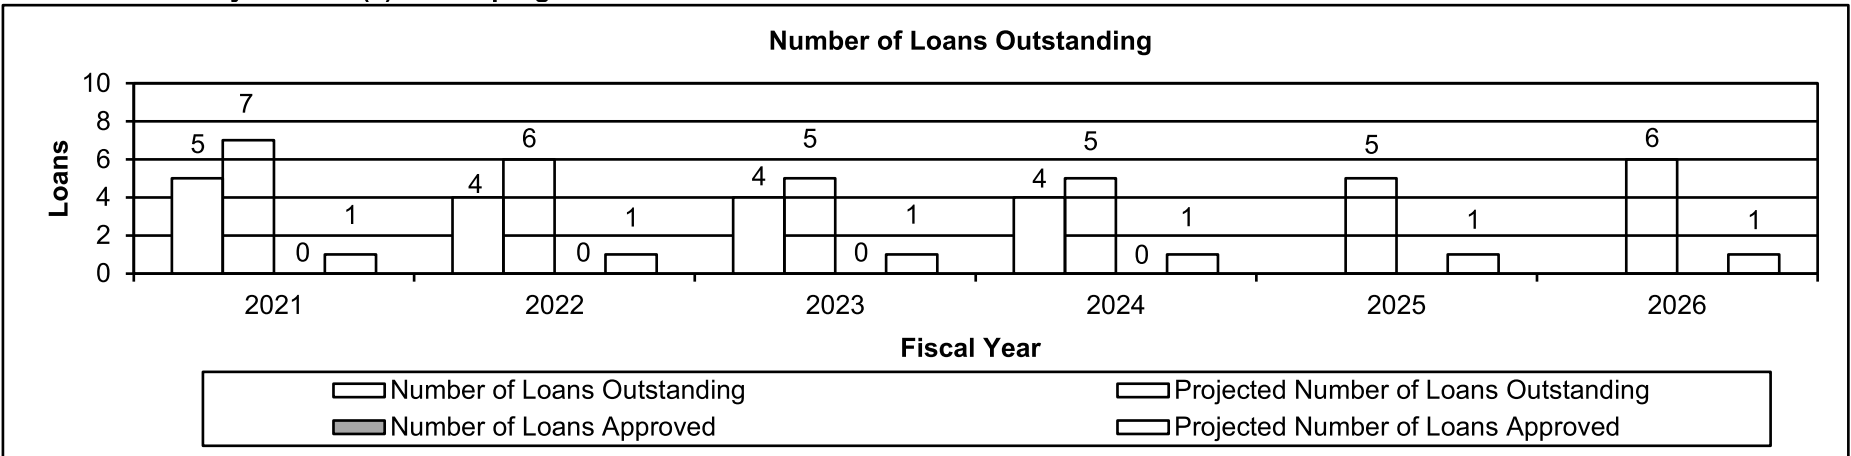 Number of Loans Outstanding
10
8
6
4
2
0
Loans
5 7 0 1
4 6 0 1
4 5 0 1
4 5 0 1
5 1
6 1
2021 2022 2023 2024 2025 2026
Fiscal Year
Number of Loans Outstanding Projected Number of Loans Outstanding
Number of Loans Approved Projected Number of Loans Approved